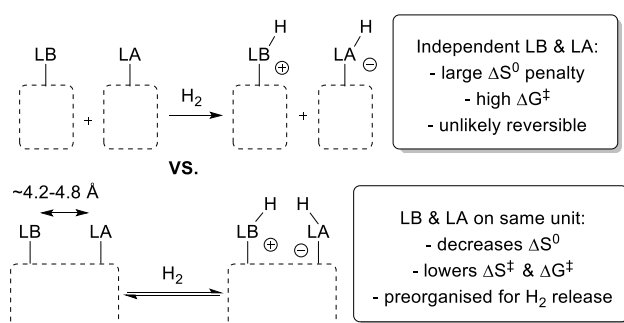 LB
LA
+
H₂
H
LB
⊕
+
H
LA
⊖
Independent LB & LA:
- large ΔS⁰ penalty
- high ΔG‡
- unlikely reversible
VS.
~4.2-4.8 Å
LB
LA
H₂
H
LB
⊕
H
LA
⊖
LB & LA on same unit:
- decreases ΔS⁰
- lowers ΔS‡ & ΔG‡
- preorganised for H₂ release